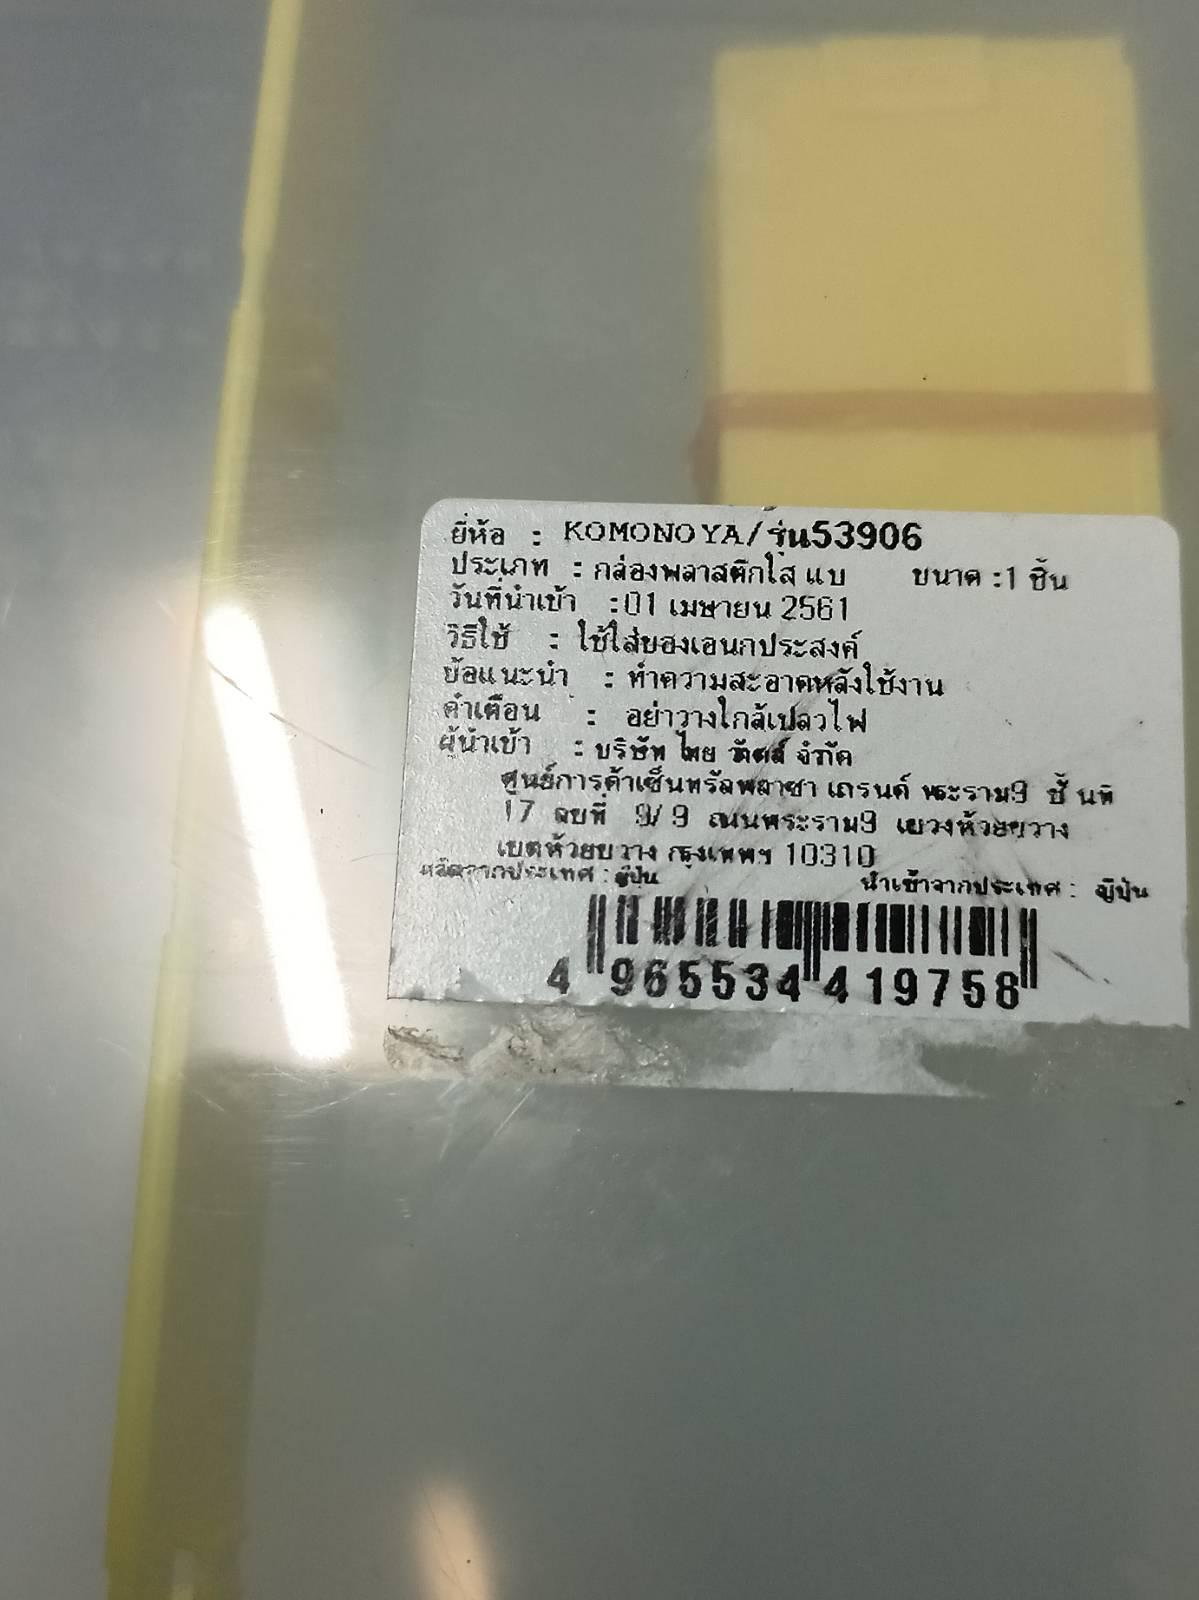 ยี่ห้อ : KOMONOYA/รุ่น53906
ประเภท : กล่องพลาสติกใส แบ ขนาด :1 ชิ้น
วันที่นำเข้า :01 เมษายน 2561
วิธีใช้ : ใช้ใส่ของเอนกประสงค์
ข้อแนะนำ : ทำความสะอาดหลังใช้งาน
คำเตือน : อย่าวางใกล้เปลวไฟ
ผู้นำเข้า : บริษัท ไทย วัตส์ จำกัด
ศูนย์การค้าเซ็นทรัลพลาซา แกรนด์ พระราม9 ชั้ นที่
17 ลขที่ 9/ 9 ถนนพระราม9 แขวงห้วยขวาง
เขตห้วยขวาง กรุงเทพฯ 10310
ผลิตจากประเทศ : ญี่ปุ่น นำเข้าจากประเทศ : ญี่ปุ่น
4 965534 419758